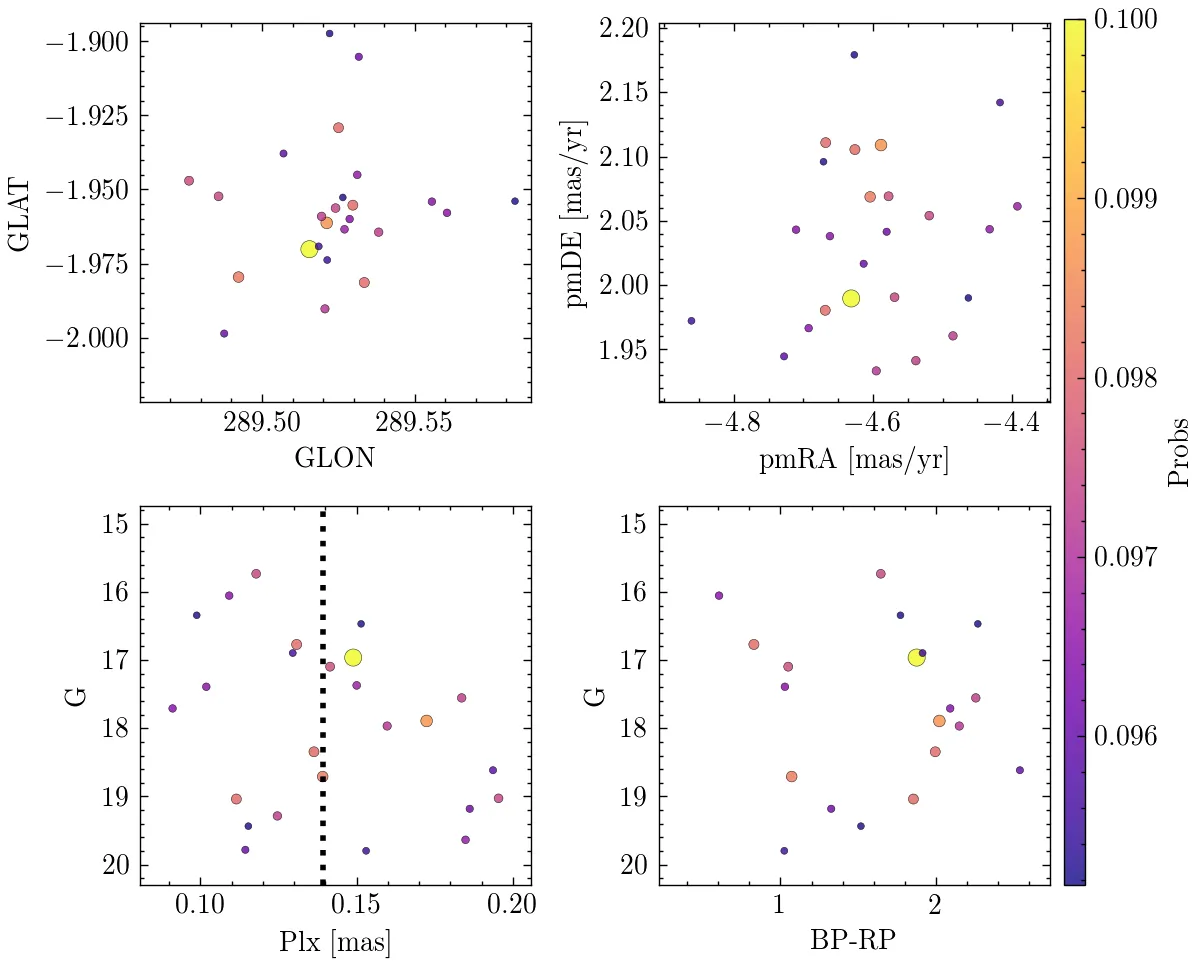 −1.900
−1.925
−1.950
−1.975
−2.000
GLAT
289.50 289.55
GLON
2.20
2.15
2.10
2.05
2.00
1.95
pmDE [mas/yr]
−4.8 −4.6 −4.4
pmRA [mas/yr]
15
16
17
18
19
20
G
0.10 0.15 0.20
Plx [mas]
15
16
17
18
19
20
G
1 2
BP-RP
0.100
0.099
0.098
0.097
0.096
Probs